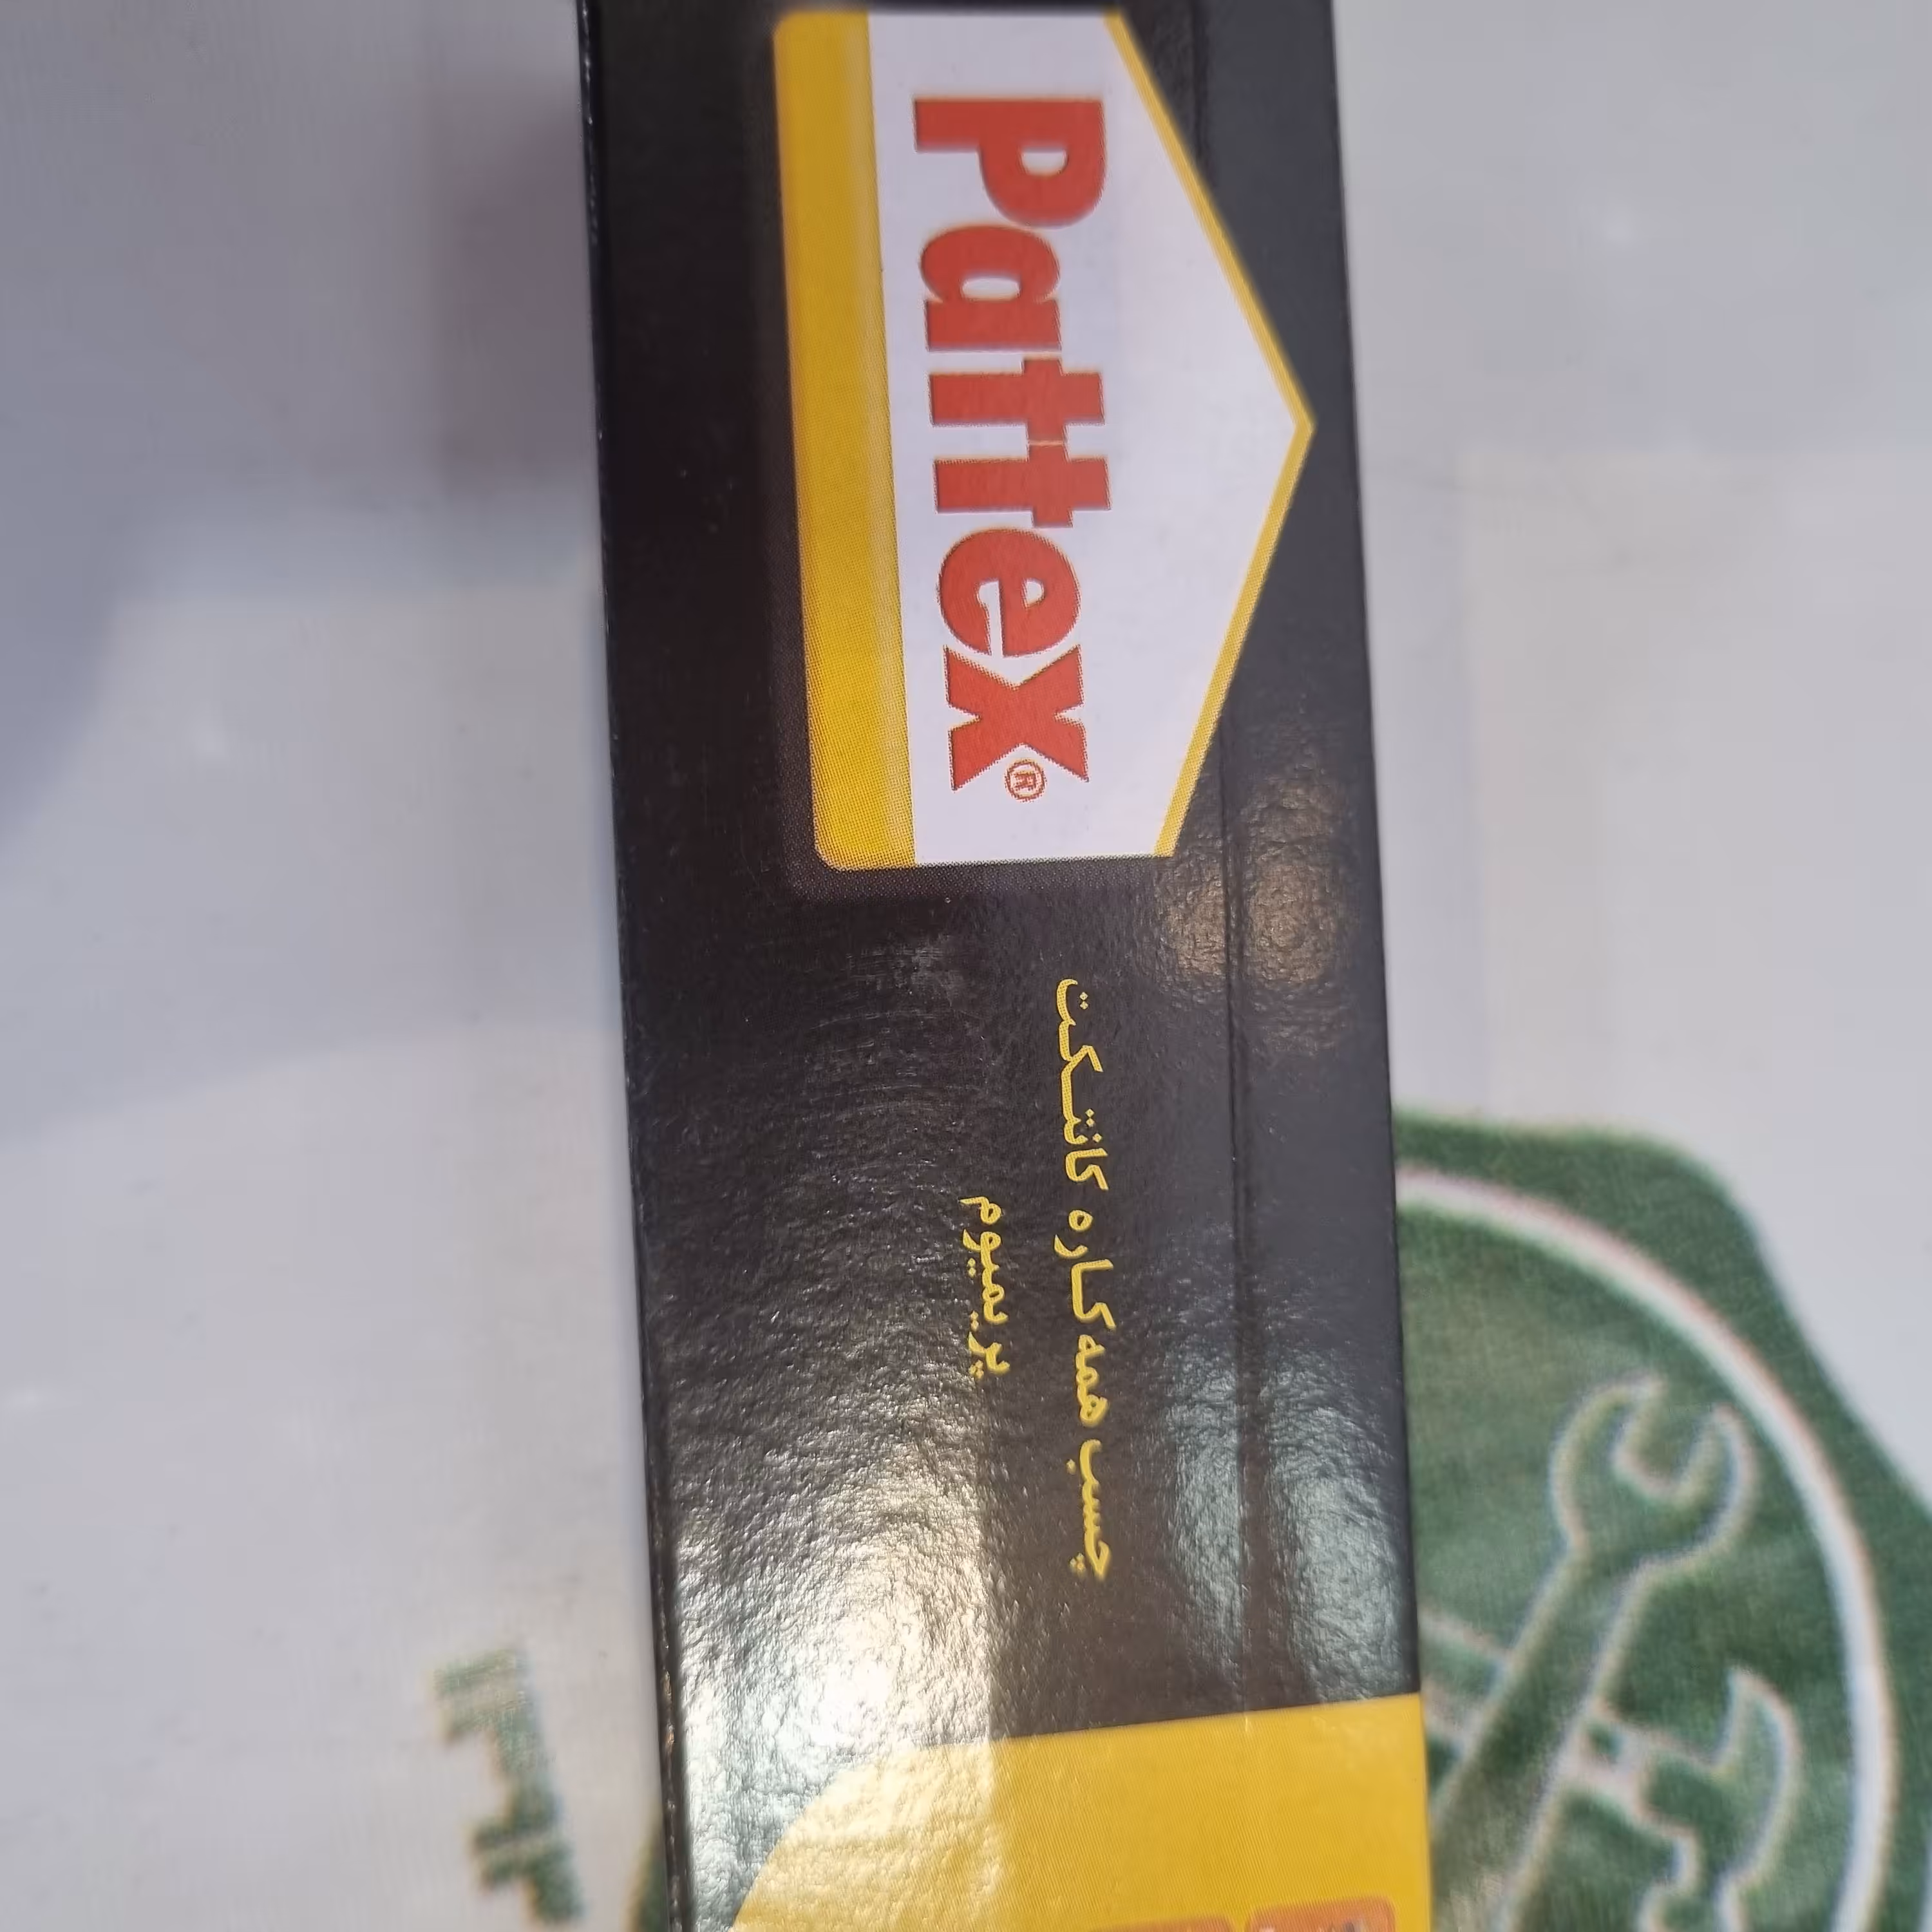 Pattex®
چسب همه کاره کانتکت
پریمیوم